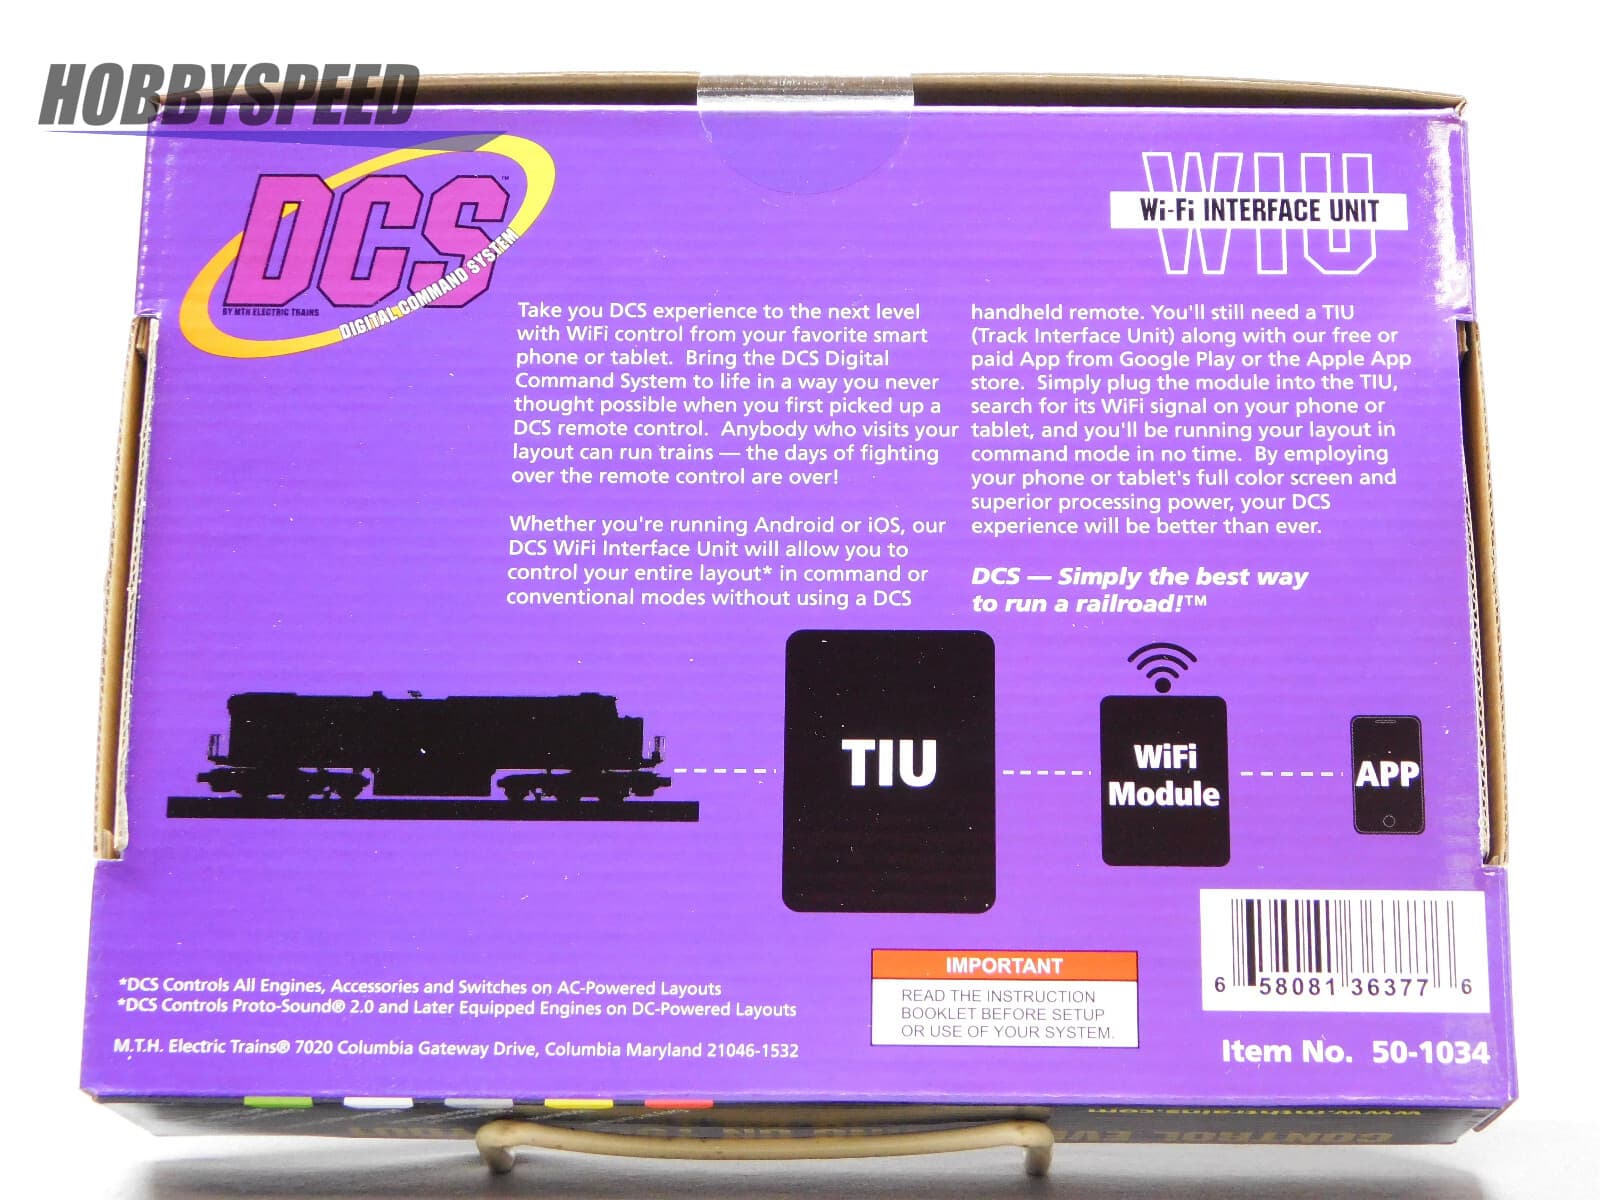 HOBBYSPEED
DCS™
DIGITAL COMMAND SYSTEM
BY MTH ELECTRIC TRAINS
WIU
Wi-Fi INTERFACE UNIT
Take you DCS experience to the next level
with WiFi control from your favorite smart
phone or tablet. Bring the DCS Digital
Command System to life in a way you never
thought possible when you first picked up a
DCS remote control. Anybody who visits your
layout can run trains — the days of fighting
over the remote control are over!
Whether you're running Android or iOS, our
DCS WiFi Interface Unit will allow you to
control your entire layout* in command or
conventional modes without using a DCS
handheld remote. You'll still need a TIU
(Track Interface Unit) along with our free or
paid App from Google Play or the Apple App
store. Simply plug the module into the TIU,
search for its WiFi signal on your phone or
tablet, and you'll be running your layout in
command mode in no time. By employing
your phone or tablet's full color screen and
superior processing power, your DCS
experience will be better than ever.
DCS — Simply the best way
to run a railroad!™
TIU
WiFi
Module
APP
*DCS Controls All Engines, Accessories and Switches on AC-Powered Layouts
*DCS Controls Proto-Sound® 2.0 and Later Equipped Engines on DC-Powered Layouts
M.T.H. Electric Trains® 7020 Columbia Gateway Drive, Columbia Maryland 21046-1532
IMPORTANT
READ THE INSTRUCTION
BOOKLET BEFORE SETUP
OR USE OF YOUR SYSTEM.
6 58081 36377 6
Item No. 50-1034
www.mthtrains.com